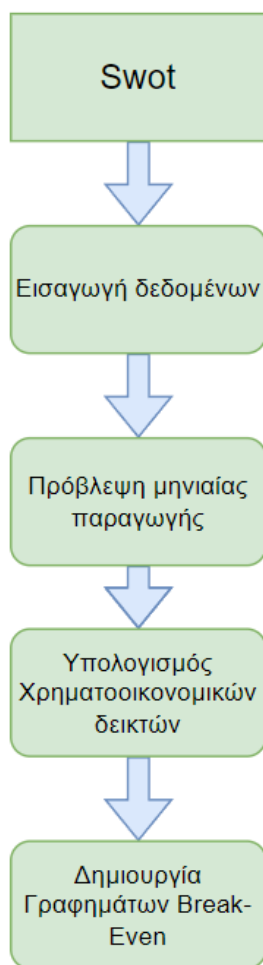 Swot
Εισαγωγή δεδομένων
Πρόβλεψη μηνιαίας
παραγωγής
Υπολογισμός
Χρηματοοικονομικών
δεικτών
Δημιουργία
Γραφημάτων Break-
Even